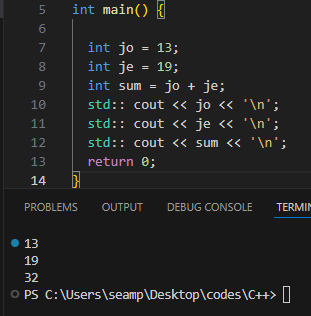 5 int main() {
6
7 int jo = 13;
8 int je = 19;
9 int sum = jo + je;
10 std:: cout << jo << '\n';
11 std:: cout << je << '\n';
12 std:: cout << sum << '\n';
13 return 0;
14 }
PROBLEMS OUTPUT DEBUG CONSOLE TERMIN
13
19
32
PS C:\Users\seamp\Desktop\codes\C++>